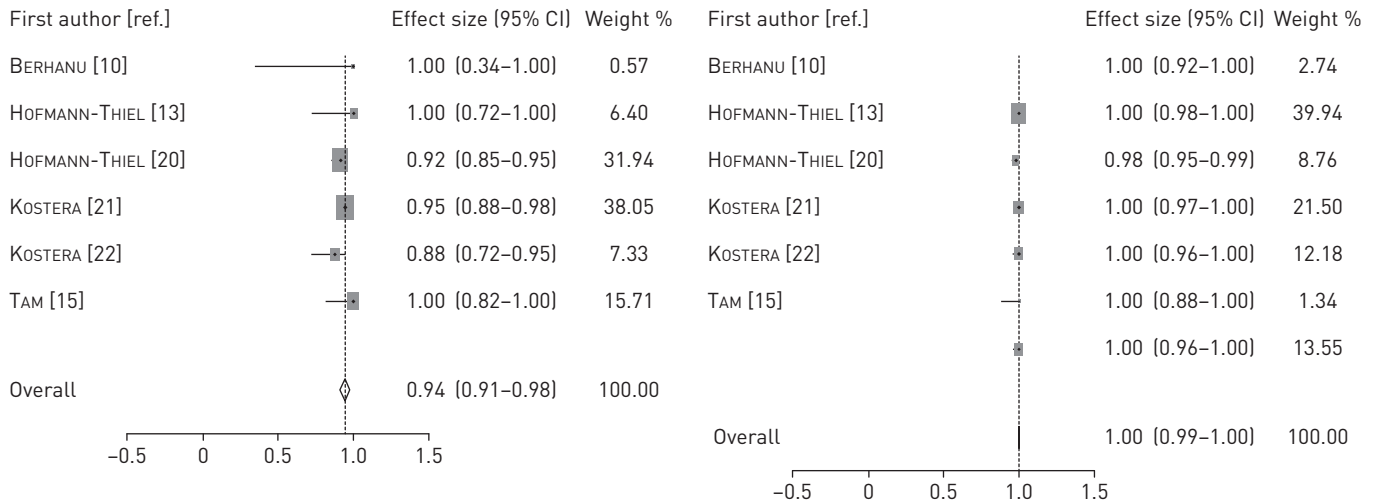 First author [ref.] Effect size (95% CI) Weight %
BERHANU [10] 1.00 (0.34–1.00) 0.57
HOFMANN-THIEL [13] 1.00 (0.72–1.00) 6.40
HOFMANN-THIEL [20] 0.92 (0.85–0.95) 31.94
KOSTERA [21] 0.95 (0.88–0.98) 38.05
KOSTERA [22] 0.88 (0.72–0.95) 7.33
TAM [15] 1.00 (0.82–1.00) 15.71
Overall 0.94 (0.91–0.98) 100.00
–0.5 0 0.5 1.0 1.5
First author [ref.] Effect size (95% CI) Weight %
BERHANU [10] 1.00 (0.92–1.00) 2.74
HOFMANN-THIEL [13] 1.00 (0.98–1.00) 39.94
HOFMANN-THIEL [20] 0.98 (0.95–0.99) 8.76
KOSTERA [21] 1.00 (0.97–1.00) 21.50
KOSTERA [22] 1.00 (0.96–1.00) 12.18
TAM [15] 1.00 (0.88–1.00) 1.34
1.00 (0.96–1.00) 13.55
Overall 1.00 (0.99–1.00) 100.00
–0.5 0 0.5 1.0 1.5